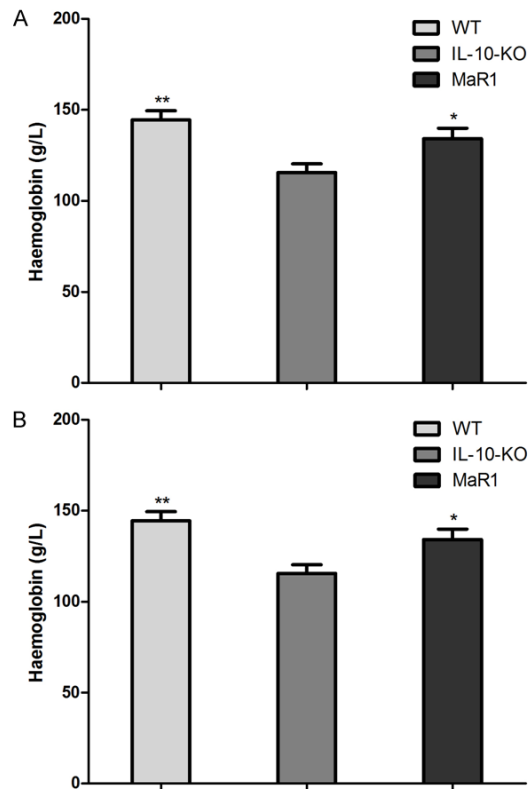 A
Haemoglobin (g/L)
200
150
100
50
0
WT
IL-10-KO
MaR1
**
*
B
Haemoglobin (g/L)
200
150
100
50
0
WT
IL-10-KO
MaR1
**
*